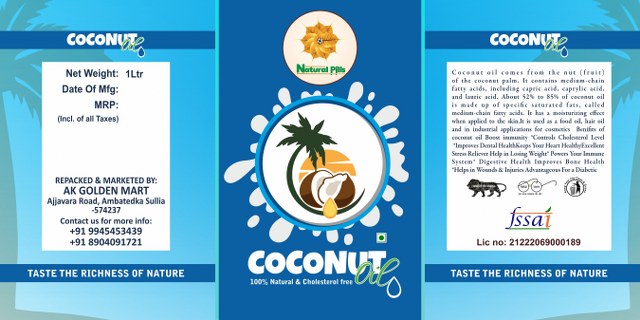 COCONUT Oil
Net Weight: 1Ltr
Date Of Mfg:
MRP:
(Incl. of all Taxes)
REPACKED & MARKETED BY:
AK GOLDEN MART
Ajjavara Road, Ambatedka Sullia
-574237
Contact us for more info:
+91 9945453439
+91 8904091721
TASTE THE RICHNESS OF NATURE
Natural Pills
COCONUT Oil
100% Natural & Cholesterol free
COCONUT Oil
Coconut oil comes from the nut (fruit)
of the coconut palm. It contains medium-chain
fatty acids, including capric acid, caprylic acid,
and lauric acid. About 52% to 85% of coconut oil
is made up of specific saturated fats, called
medium-chain fatty acids. It has a moisturizing effect
when applied to the skin.It is used as a food oil, hair oil
and in industrial applications for cosmetics Benifits of
coconut oil Boost immunity *Controls Cholesterol Level
*Improves Dental HealthKeeps Your Heart HealthyExcellent
Stress Reliever Help in Losing Weight* Powers Your Immune
System* Digestive Health Improves Bone Health
*Helps in Wounds & Injuries Advantageous For a Diabetic
fssai
Lic no: 21222069000189
TASTE THE RICHNESS OF NATURE